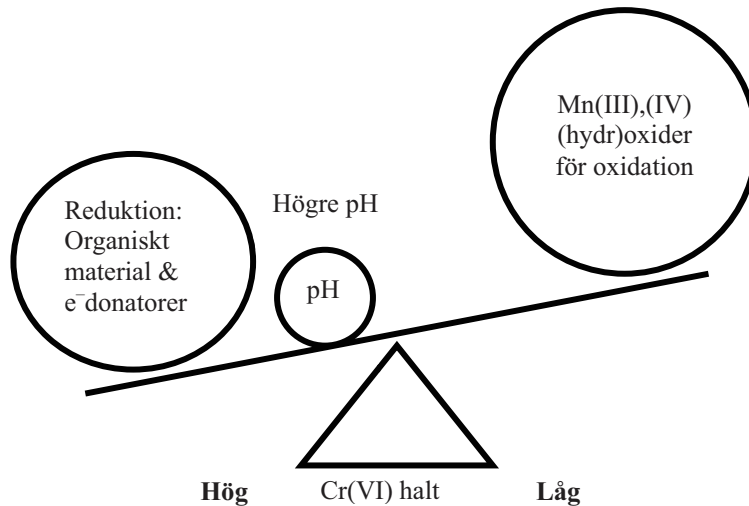 Mn(III),(IV)
(hydr)oxider
för oxidation
Reduktion:
Organiskt
material &
e⁻donatorer
Högre pH
pH
Hög Cr(VI) halt Låg